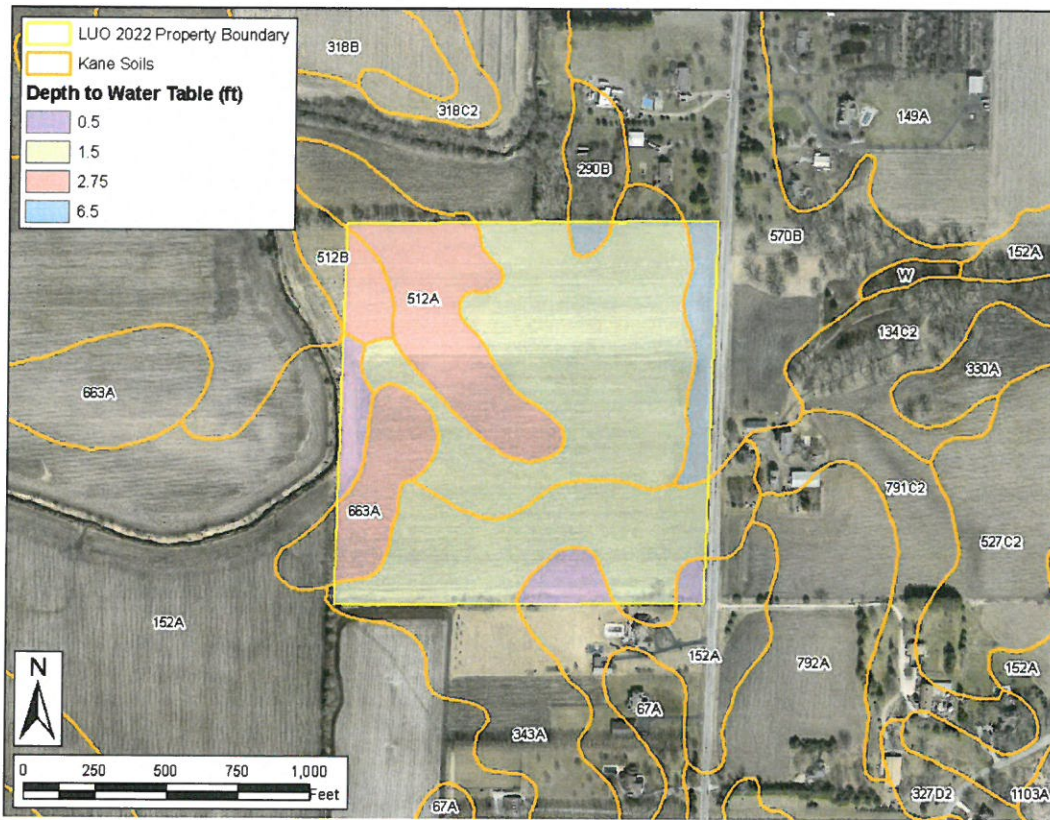 LUO 2022 Property Boundary
Kane Soils
Depth to Water Table (ft)
0.5
1.5
2.75
6.5
318B
318C2
149A
290B
570B
512B
152A
W
512A
134C2
663A
330A
791C2
663A
527C2
152A
152A
792A
152A
67A
343A
N
0 250 500 750 1,000
Feet
67A
327D2
1103A